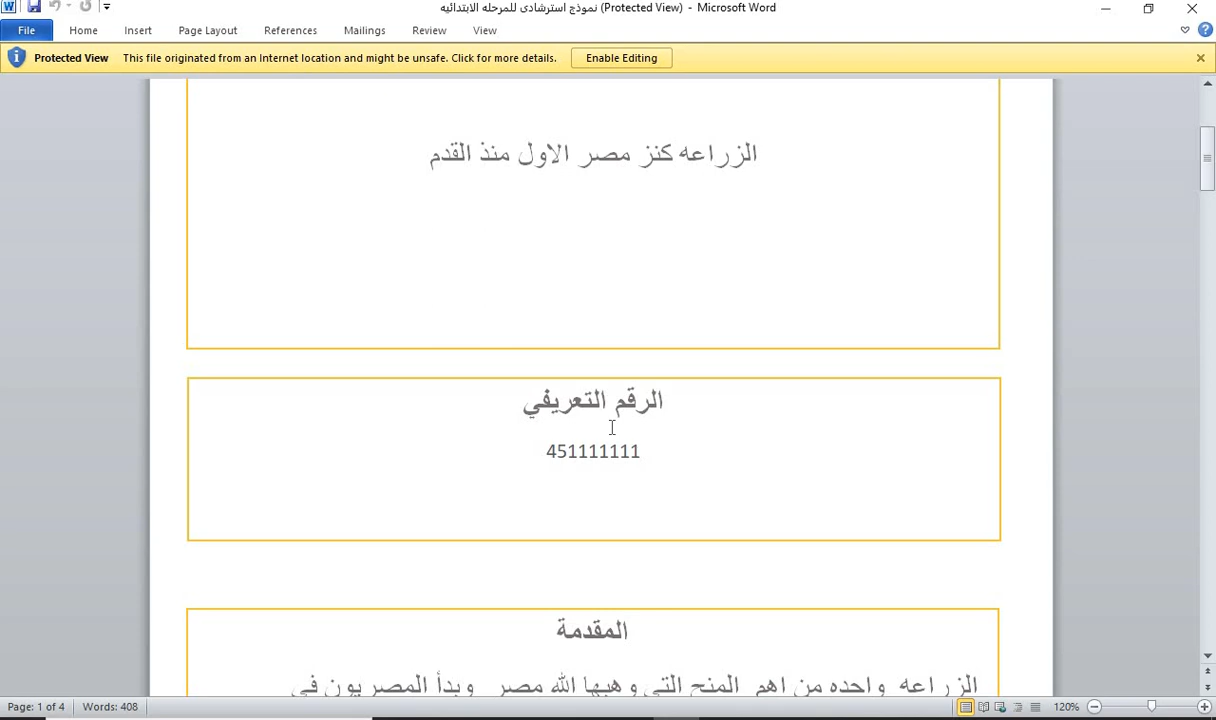 نموذج استرشادى للمرحله الابتدائيه (Protected View) - Microsoft Word
File Home Insert Page Layout References Mailings Review View
Protected View This file originated from an Internet location and might be unsafe. Click for more details. Enable Editing
الزراعه كنز مصر الاول منذ القدم
الرقم التعريفي
451111111
المقدمة
الزراعه واحده من اهم المنح التي وهبها الله مصر وبدأ المصريون في
Page: 1 of 4 Words: 408 120%